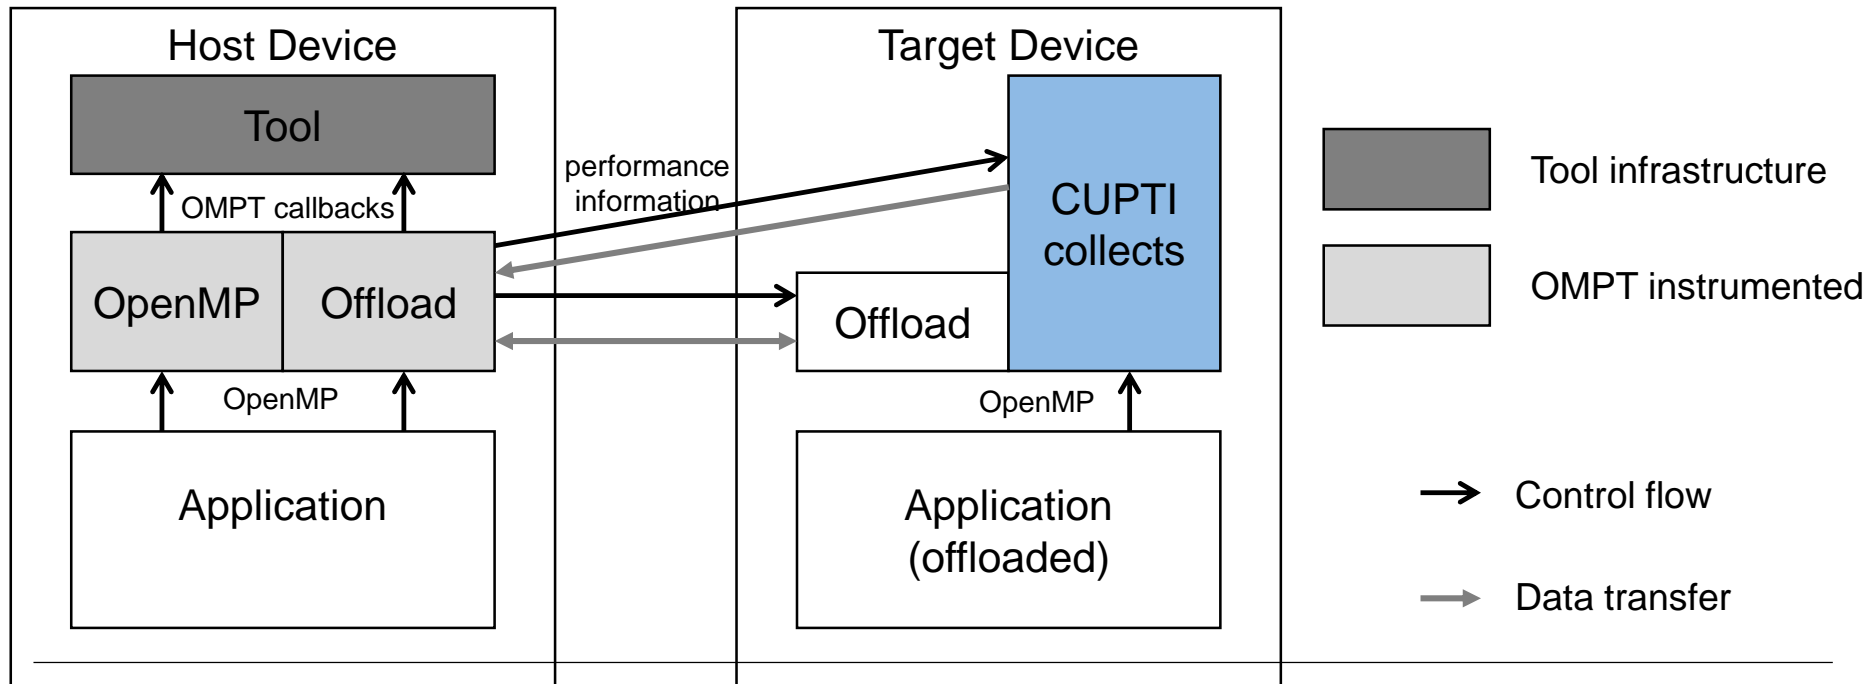 Host Device
Tool
OMPT callbacks
OpenMP
Offload
OpenMP
Application
performance
information
Target Device
CUPTI
collects
Offload
OpenMP
Application
(offloaded)
Tool infrastructure
OMPT instrumented
Control flow
Data transfer